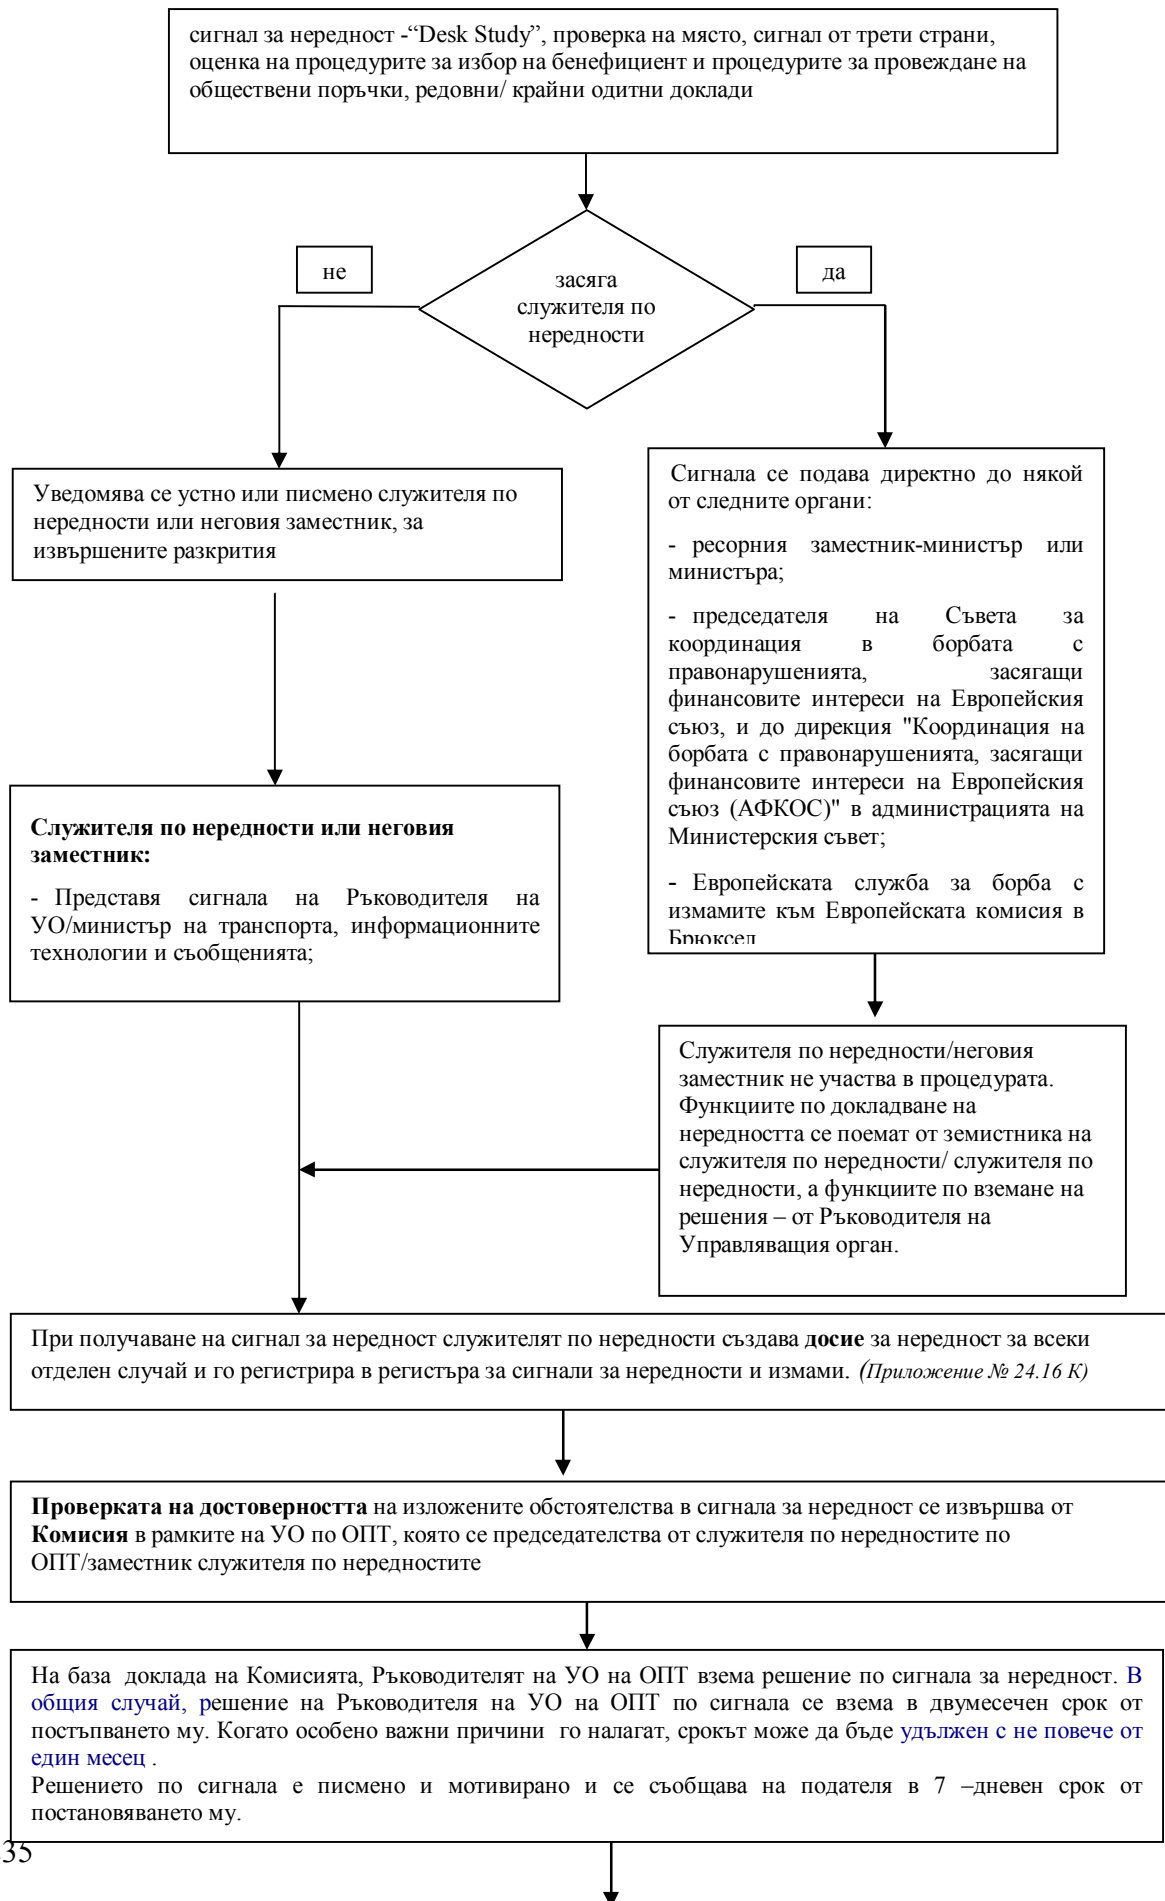 сигнал за нередност -“Desk Study”, проверка на място, сигнал от трети страни,
оценка на процедурите за избор на бенефициент и процедурите за провеждане на
обществени поръчки, редовни/ крайни одитни доклади
не
да
засяга
служителя по
нередности
Уведомява се устно или писмено служителя по
нередности или неговия заместник, за
извършените разкрития
Сигнала се подава директно до някой
от следните органи:
- ресорния заместник-министър или
министъра;
- председателя на Съвета за
координация в борбата с
правонарушенията, засягащи
финансовите интереси на Европейския
съюз, и до дирекция "Координация на
борбата с правонарушенията, засягащи
финансовите интереси на Европейския
съюз (АФКОС)" в администрацията на
Министерския съвет;
- Европейската служба за борба с
измамите към Европейската комисия в
Брюксел
Служителя по нередности или неговия
заместник:
- Представя сигнала на Ръководителя на
УО/министър на транспорта, информационните
технологии и съобщенията;
Служителя по нередности/неговия
заместник не участва в процедурата.
Функциите по докладване на
нередността се поемат от земистника на
служителя по нередности/ служителя по
нередности, а функциите по вземане на
решения – от Ръководителя на
Управляващия орган.
При получаване на сигнал за нередност служителят по нередности създава досие за нередност за всеки
отделен случай и го регистрира в регистъра за сигнали за нередности и измами. (Приложение № 24.16 К)
Проверката на достоверността на изложените обстоятелства в сигнала за нередност се извършва от
Комисия в рамките на УО по ОПТ, която се председателства от служителя по нередностите по
ОПТ/заместник служителя по нередностите
На база доклада на Комисията, Ръководителят на УО на ОПТ взема решение по сигнала за нередност. В
общия случай, решение на Ръководителя на УО на ОПТ по сигнала се взема в двумесечен срок от
постъпването му. Когато особено важни причини го налагат, срокът може да бъде удължен с не повече от
един месец .
Решението по сигнала е писмено и мотивирано и се съобщава на подателя в 7 –дневен срок от
постановяването му.
35